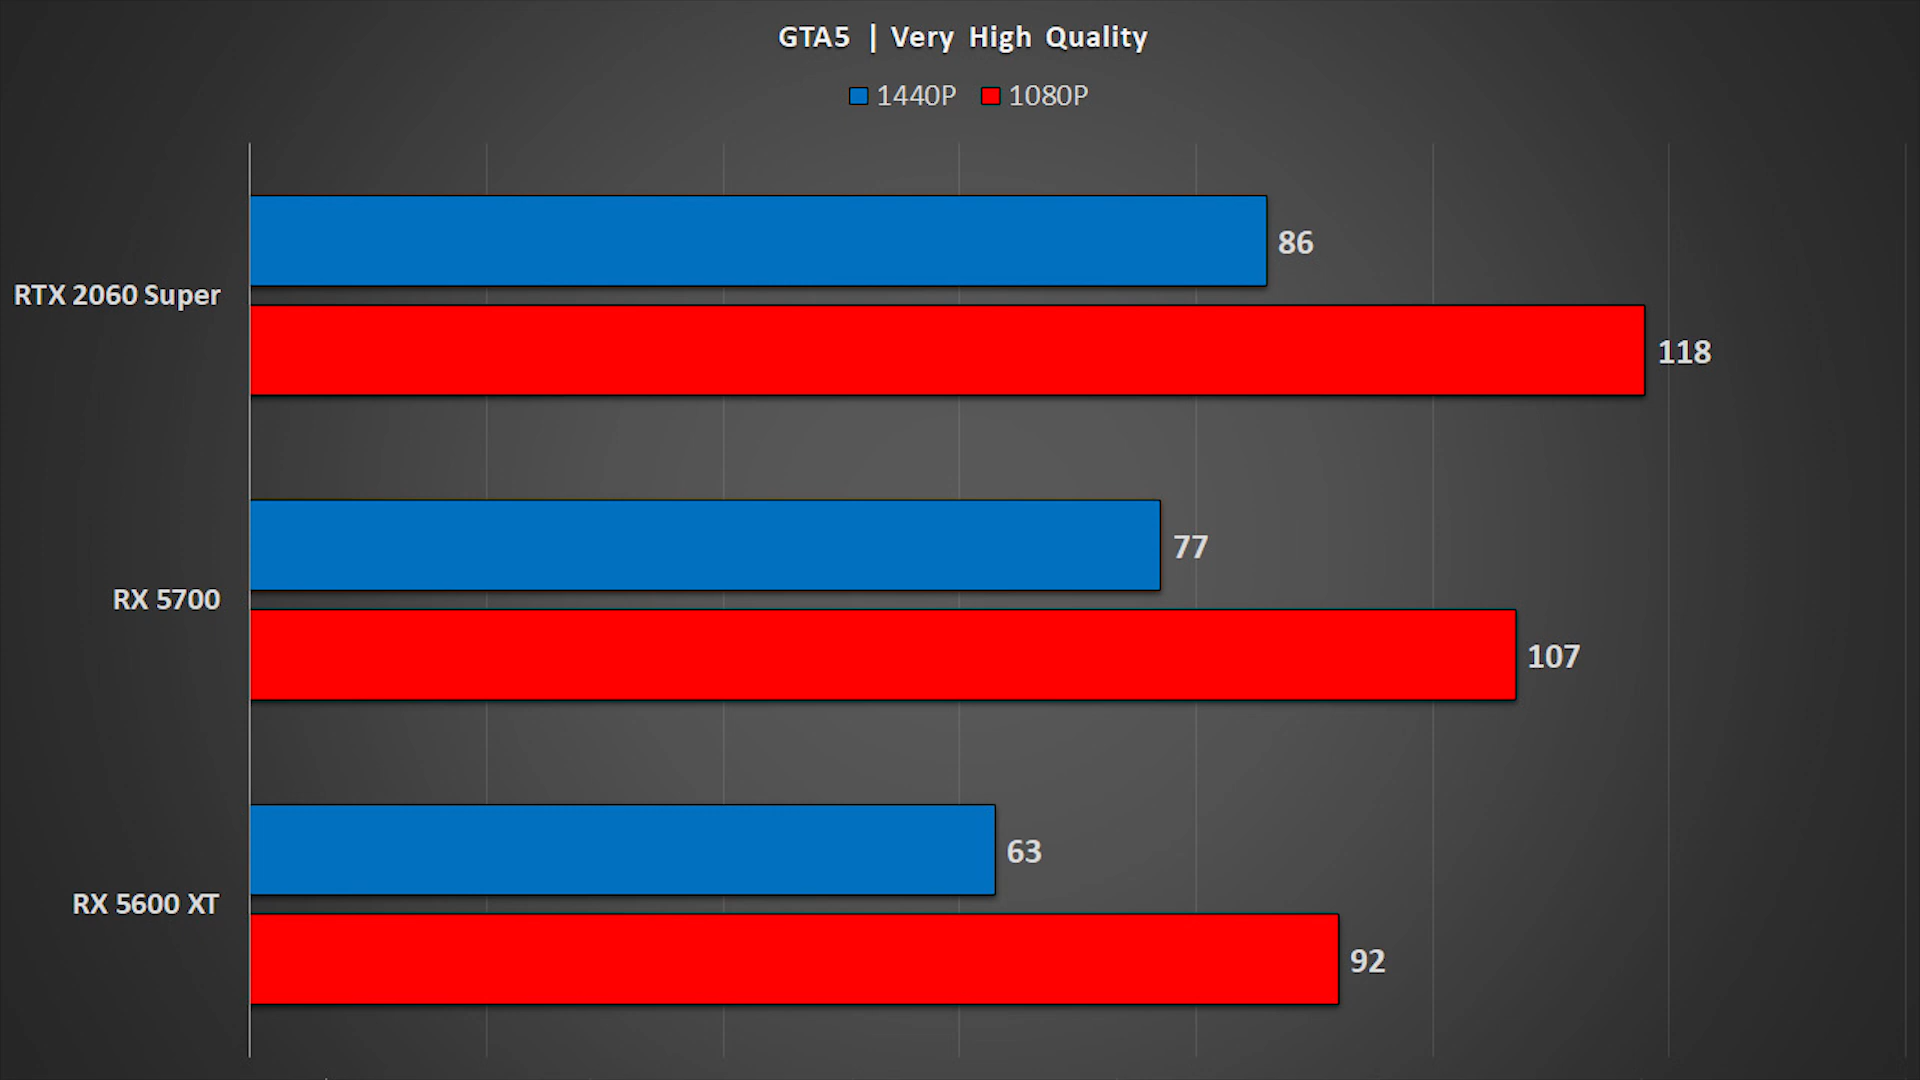 GTA5 | Very High Quality
1440P 1080P
86
RTX 2060 Super
118
77
RX 5700
107
63
RX 5600 XT
92